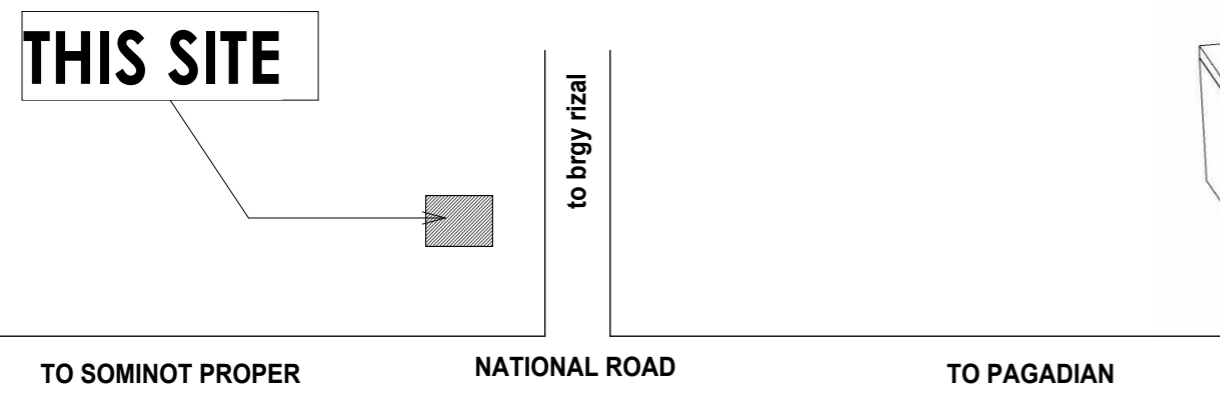 THIS SITE
to brgy rizal
TO SOMINOT PROPER
NATIONAL ROAD
TO PAGADIAN